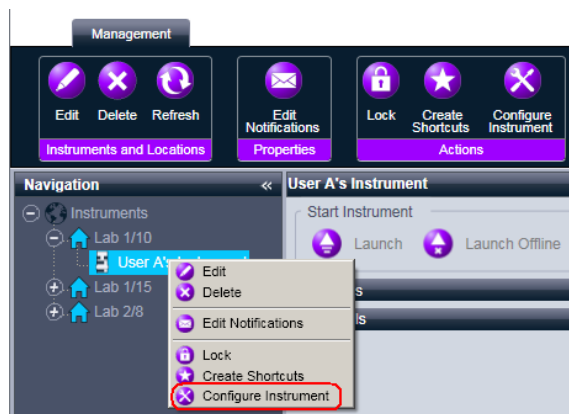 Management
Edit Delete Refresh
Instruments and Locations
Edit
Notifications
Properties
Lock Create
Shortcuts Configure
Instrument
Actions
Navigation «
User A's Instrument
Instruments
Lab 1/10
User A's
Lab 1/15
Lab 2/8
Start Instrument
Launch Launch Offline
Edit
Delete
Edit Notifications
Lock
Create Shortcuts
Configure Instrument